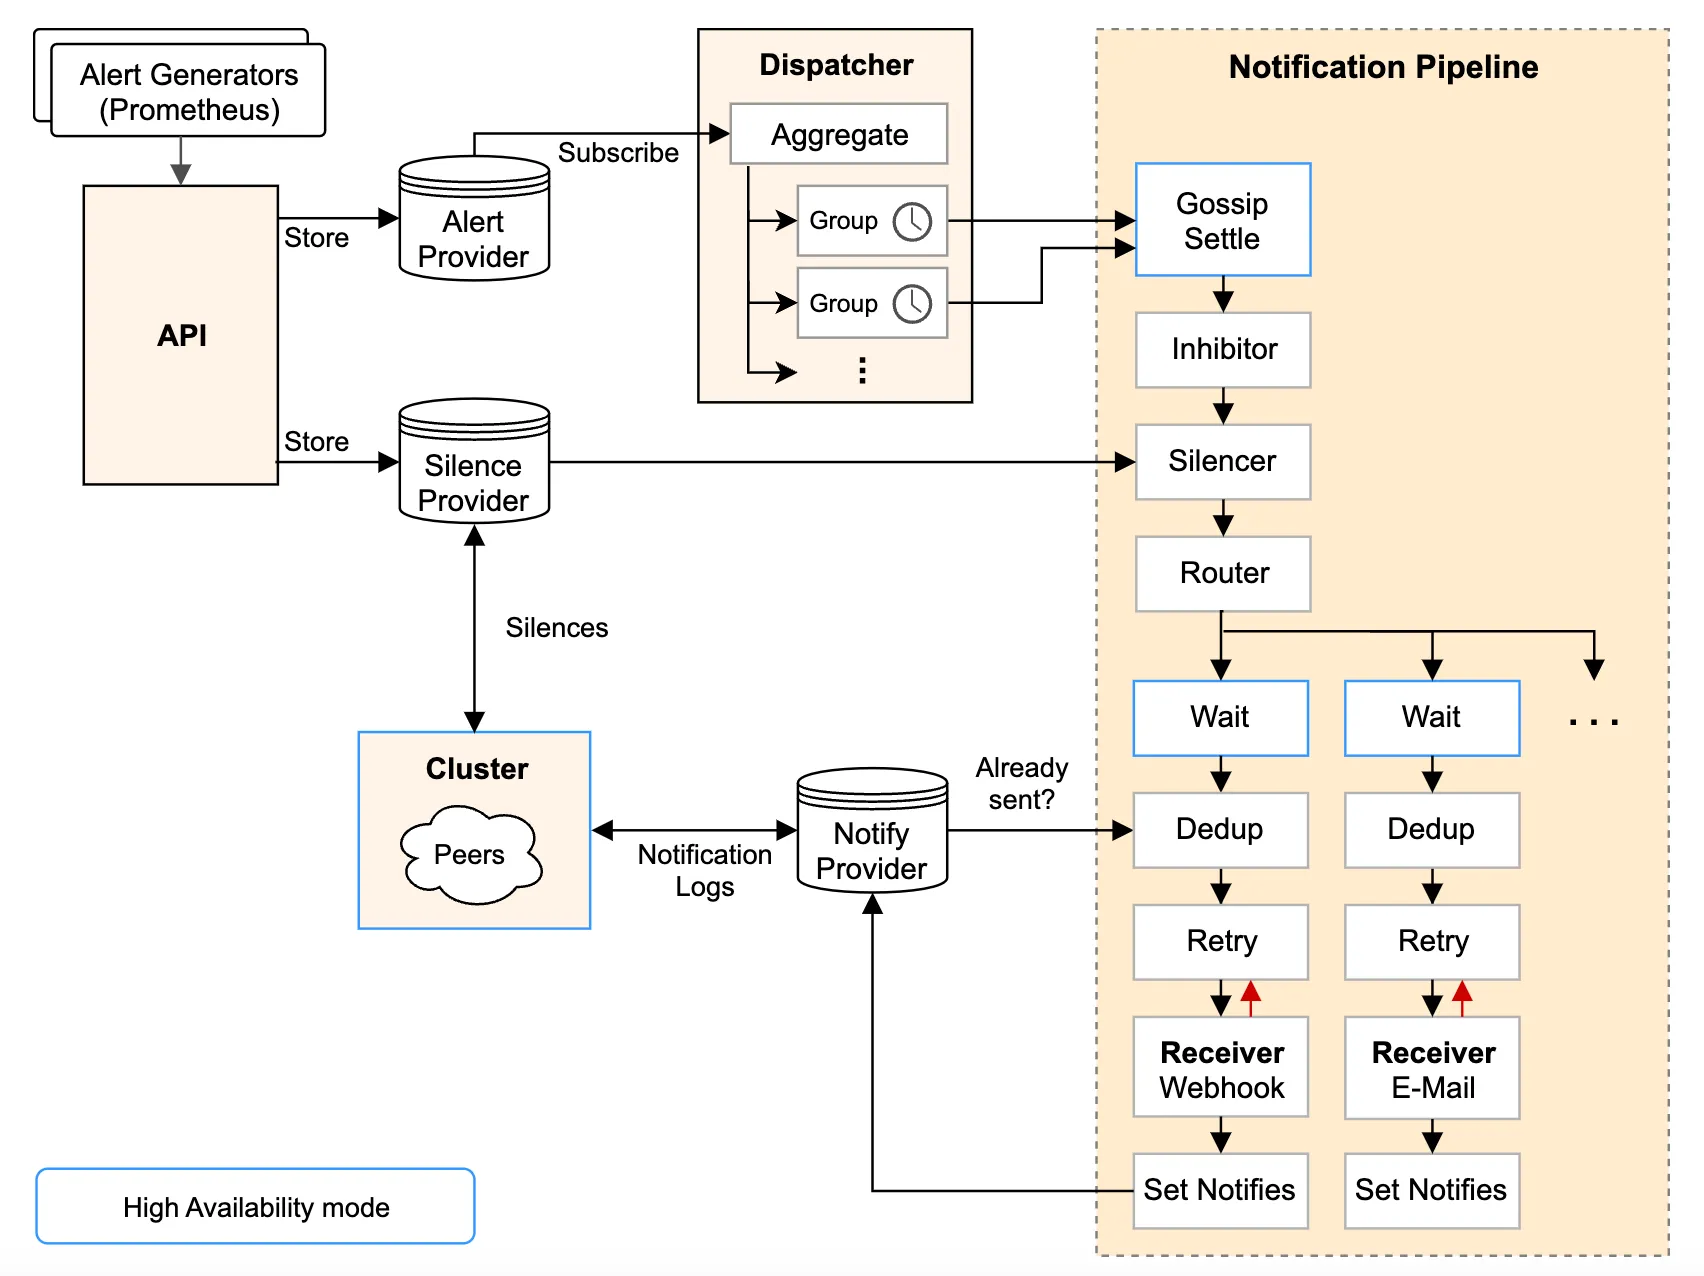 Alert Generators
(Prometheus)
API
Store
Alert
Provider
Subscribe
Dispatcher
Aggregate
Group
Group
Store
Silence
Provider
Silences
Cluster
Peers
Notification
Logs
Notify
Provider
Already
sent?
Notification Pipeline
Gossip
Settle
Inhibitor
Silencer
Router
Wait
Wait
. . .
Dedup
Dedup
Retry
Retry
Receiver
Webhook
Receiver
E-Mail
Set Notifies
Set Notifies
High Availability mode